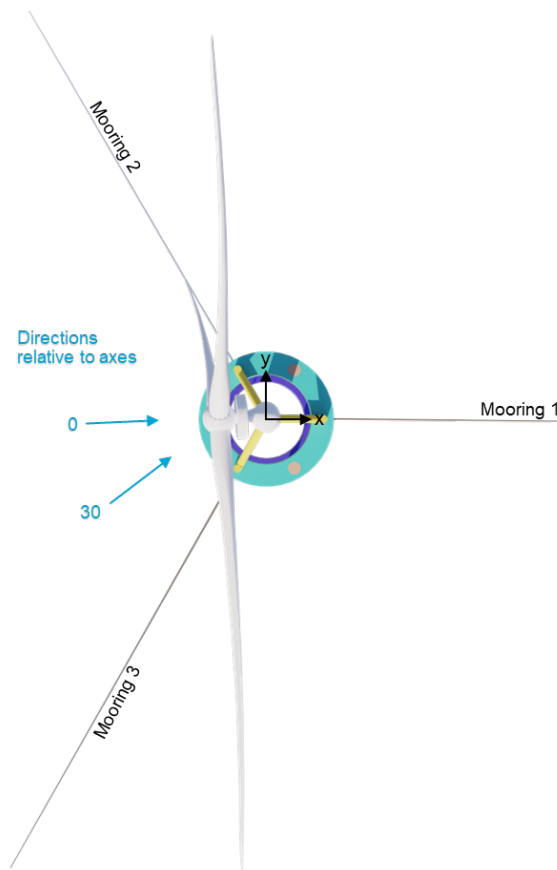 Mooring 2
Directions
relative to axes
y
x
0
Mooring 1
30
Mooring 3